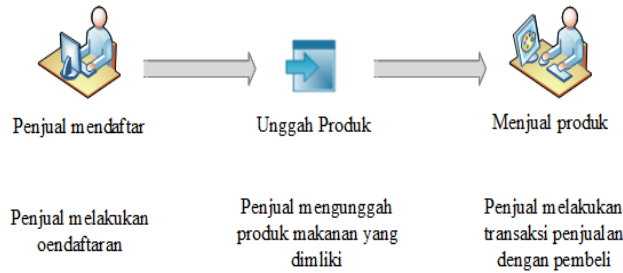 Penjual mendaftar
Unggah Produk
Menjual produk
Penjual melakukan
oendaftaran
Penjual mengunggah
produk makanan yang
dimliki
Penjual melakukan
transaksi penjualan
dengan pembeli